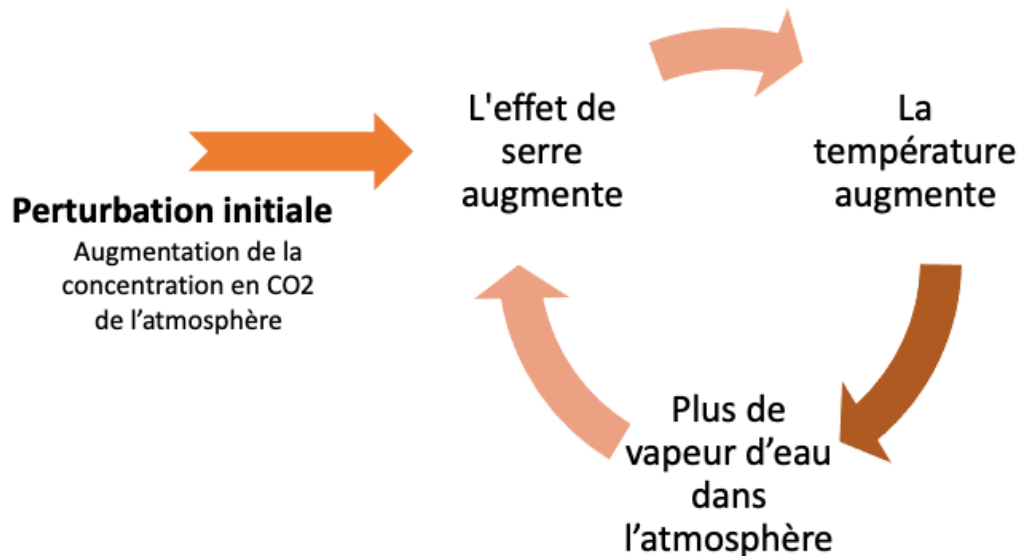 Perturbation initiale
Augmentation de la
concentration en CO2
de l’atmosphère
L'effet de
serre
augmente
La
température
augmente
Plus de
vapeur d’eau
dans
l’atmosphère